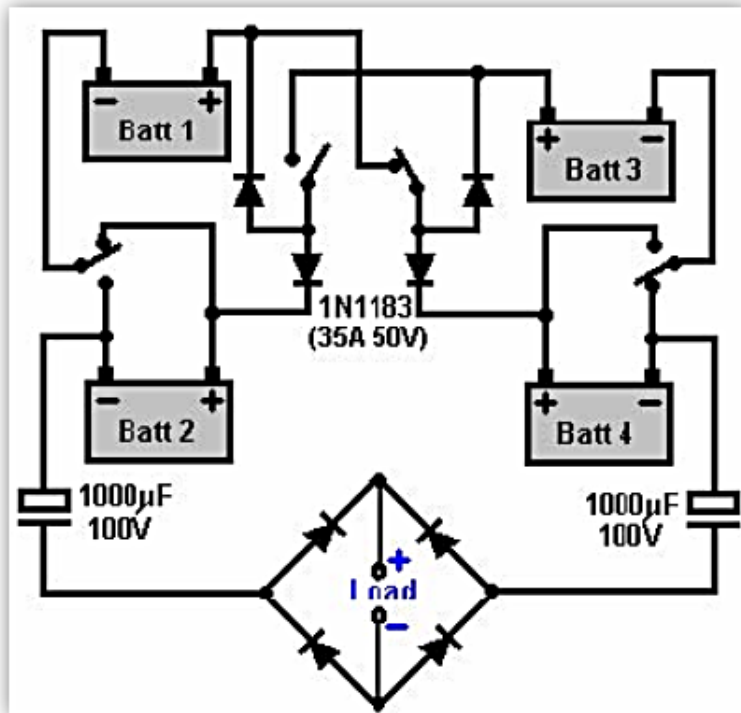 - +
Batt 1
+ -
Batt 3
1N1183
(35A 50V)
- +
Batt 2
+ -
Batt 4
1000µF
100V
1000µF
100V
+
Load
-